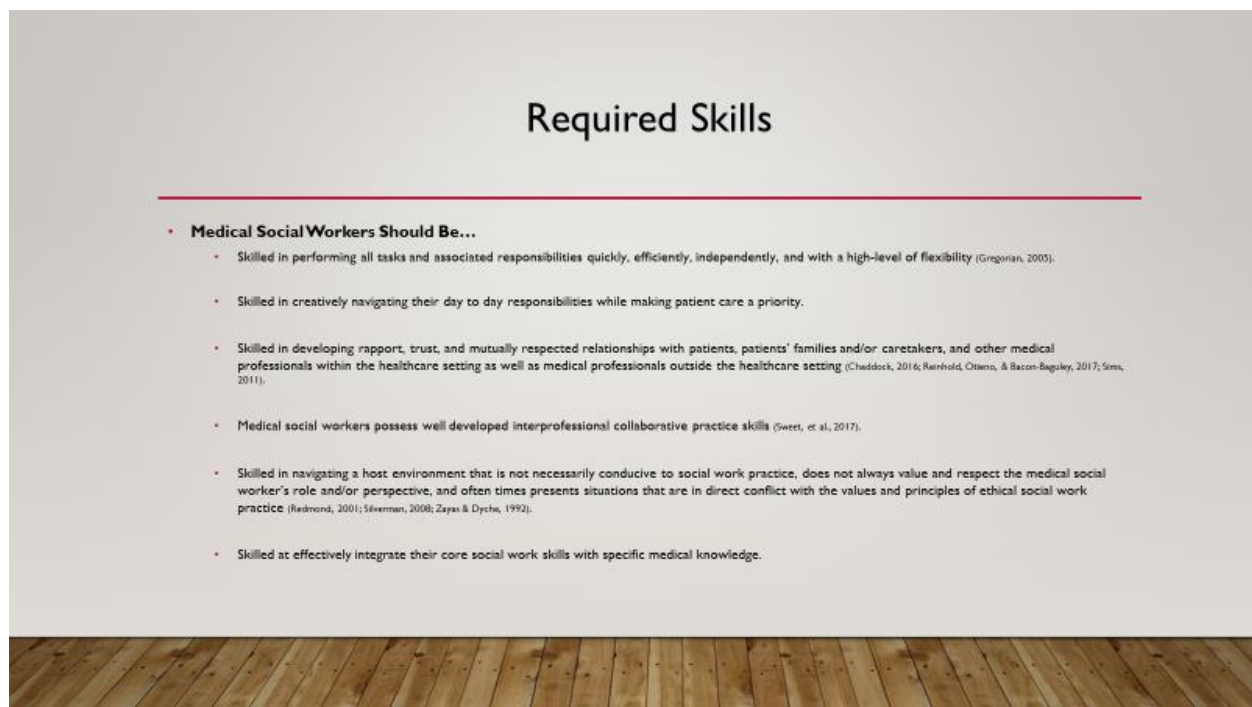 Required Skills
• Medical Social Workers Should Be...
• Skilled in performing all tasks and associated responsibilities quickly, efficiently, independently, and with a high-level of flexibility (Gregorian, 2005).
• Skilled in creatively navigating their day to day responsibilities while making patient care a priority.
• Skilled in developing rapport, trust, and mutually respected relationships with patients, patients' families and/or caretakers, and other medical
professionals within the healthcare setting as well as medical professionals outside the healthcare setting (Chaddock, 2016; Reinhold, Otieno, & Bacon-Baguley, 2017; Sims,
2011).
• Medical social workers possess well developed interprofessional collaborative practice skills (Sweet, et al., 2017).
• Skilled in navigating a host environment that is not necessarily conducive to social work practice, does not always value and respect the medical social
worker's role and/or perspective, and often times presents situations that are in direct conflict with the values and principles of ethical social work
practice (Redmond, 2001; Silverman, 2008; Zayas & Dyche, 1992).
• Skilled at effectively integrate their core social work skills with specific medical knowledge.